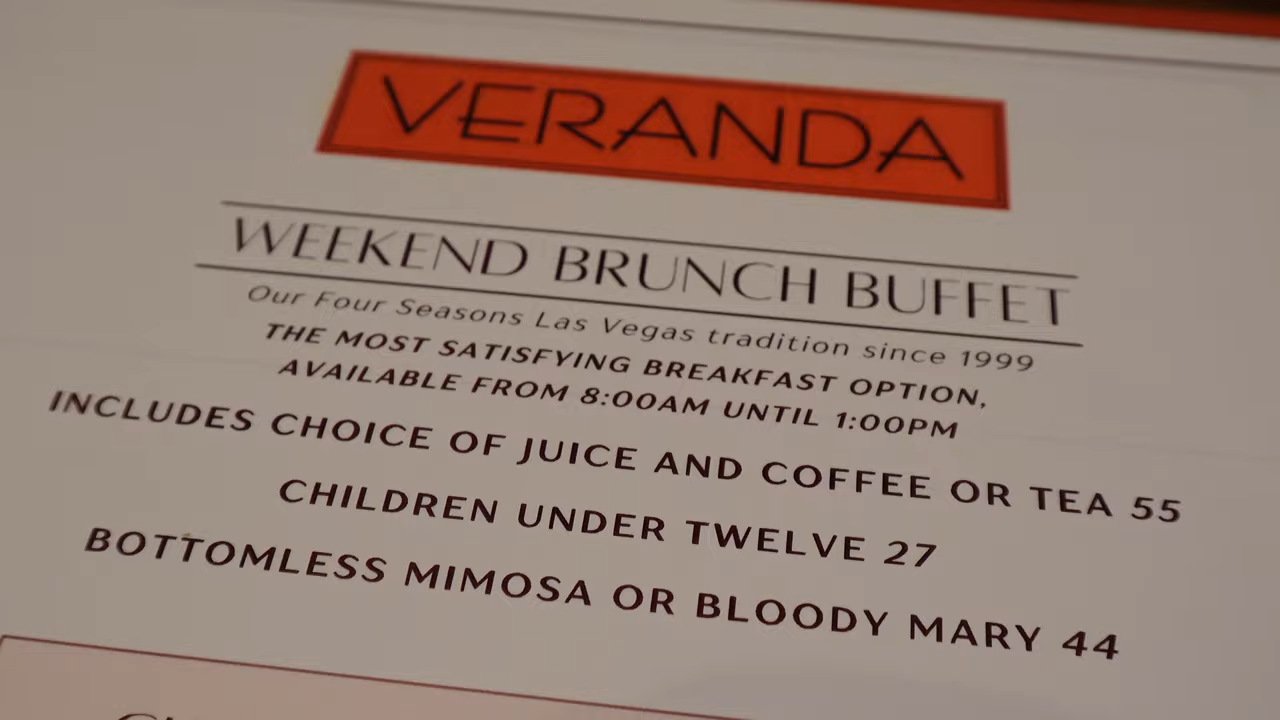 VERANDA
WEEKEND BRUNCH BUFFET
Our Four Seasons Las Vegas tradition since 1999
THE MOST SATISFYING BREAKFAST OPTION,
AVAILABLE FROM 8:00AM UNTIL 1:00PM
INCLUDES CHOICE OF JUICE AND COFFEE OR TEA 55
CHILDREN UNDER TWELVE 27
BOTTOMLESS MIMOSA OR BLOODY MARY 44